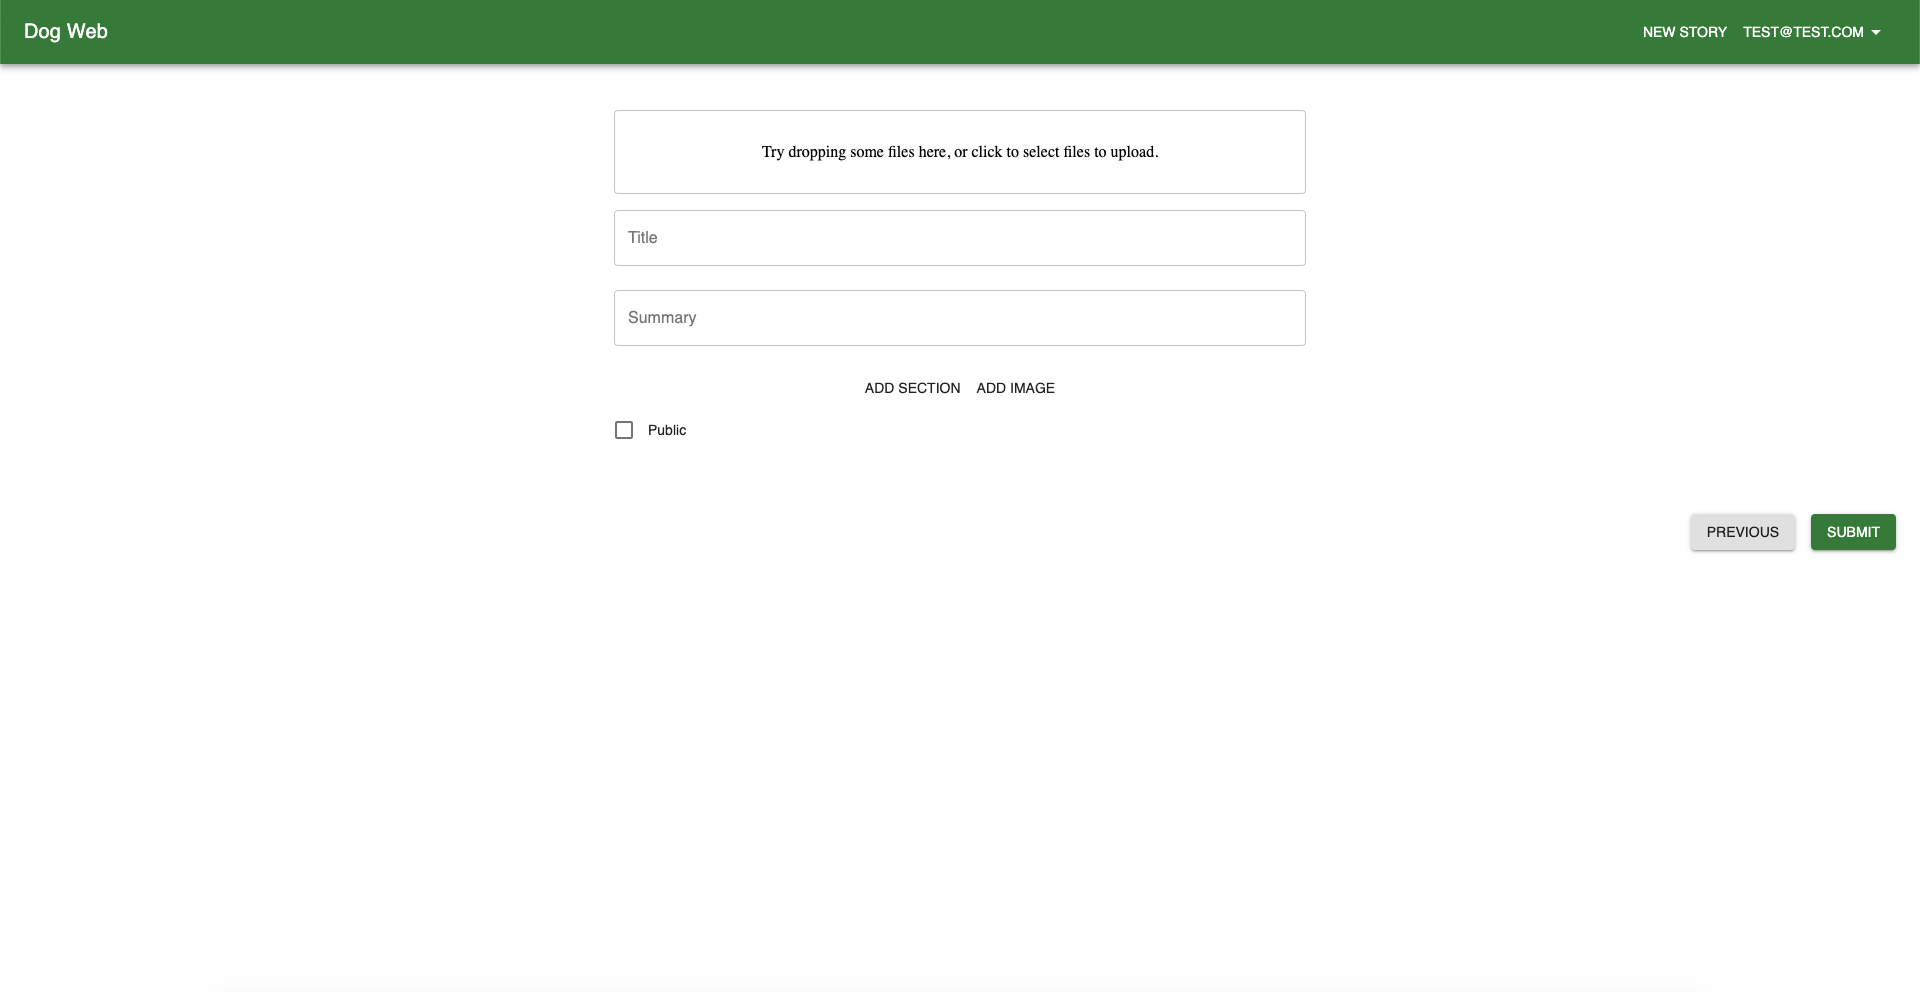 Dog Web
NEW STORY
TEST@TEST.COM
Try dropping some files here, or click to select files to upload.
Title
Summary
ADD SECTION
ADD IMAGE
Public
PREVIOUS
SUBMIT